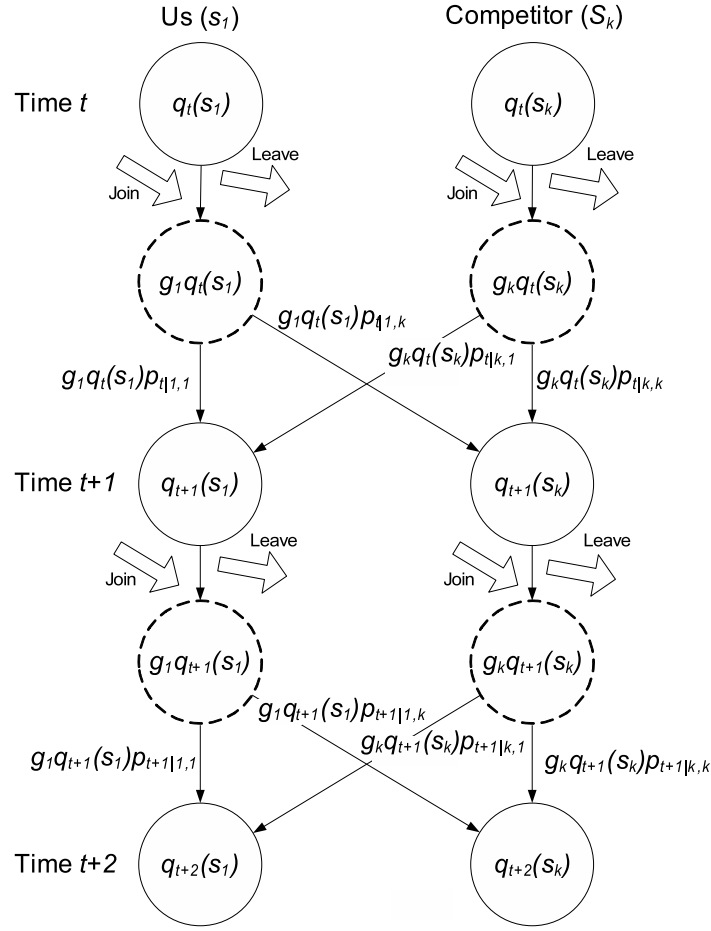 Us (s₁) Competitor (Sₖ)
Time t qₜ(s₁) qₜ(sₖ)
Join Leave Join Leave
g₁qₜ(s₁) gₖqₜ(sₖ)
g₁qₜ(s₁)pₜ|₁,ₖ
gₖqₜ(sₖ)pₜ|ₖ,₁
g₁qₜ(s₁)pₜ|₁,₁ gₖqₜ(sₖ)pₜ|ₖ,ₖ
Time t+1 qₜ₊₁(s₁) qₜ₊₁(sₖ)
Join Leave Join Leave
g₁qₜ₊₁(s₁) gₖqₜ₊₁(sₖ)
g₁qₜ₊₁(s₁)pₜ₊₁|₁,ₖ
gₖqₜ₊₁(sₖ)pₜ₊₁|ₖ,₁
g₁qₜ₊₁(s₁)pₜ₊₁|₁,₁ gₖqₜ₊₁(sₖ)pₜ₊₁|ₖ,ₖ
Time t+2 qₜ₊₂(s₁) qₜ₊₂(sₖ)